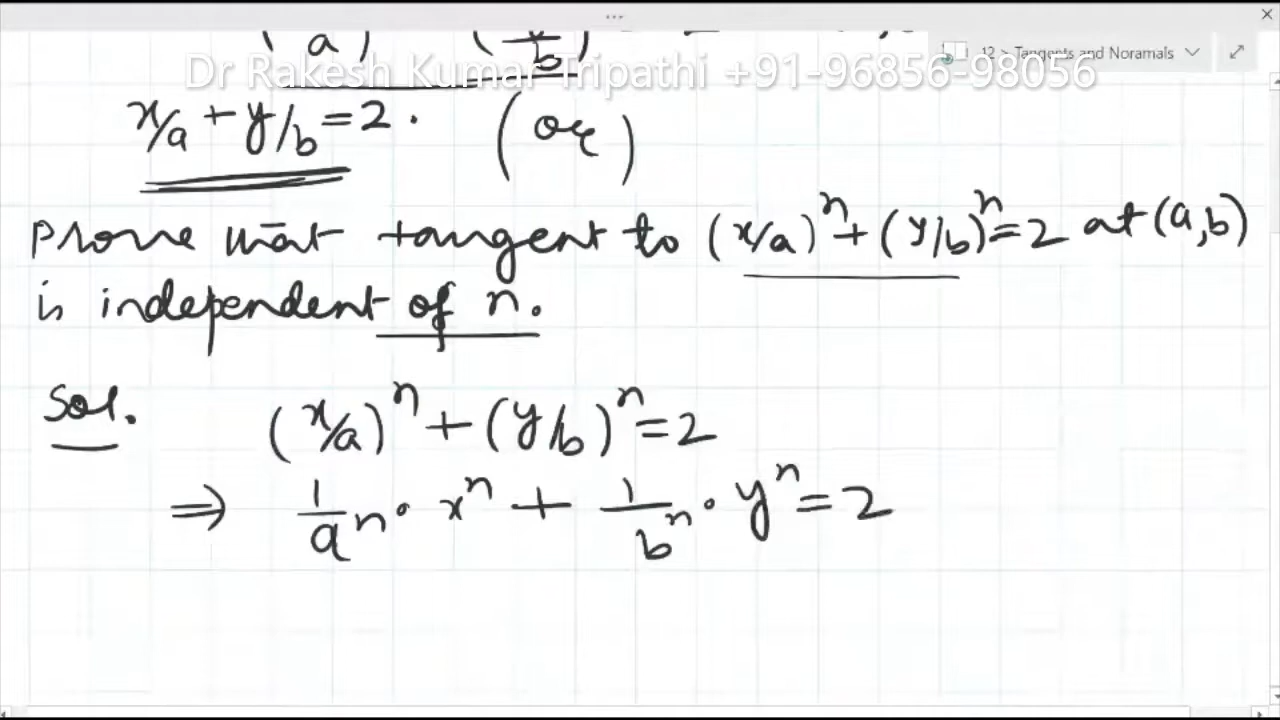 12 > Tangents and Noramals
Dr Rakesh Kumar Tripathi +91-96856-98056
x/a + y/b = 2. (or)
prove that tangent to (x/a)^n + (y/b)^n = 2 at (a,b)
is independent of n.
Sol. (x/a)^n + (y/b)^n = 2
⇒ 1/a^n · x^n + 1/b^n · y^n = 2